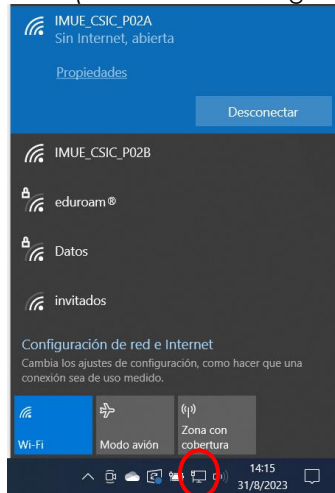 IMUE_CSIC_P02A
Sin Internet, abierta
Propiedades
Desconectar
IMUE_CSIC_P02B
eduroam®
Datos
invitados
Configuración de red e Internet
Cambia los ajustes de configuración, como hacer que una
conexión sea de uso medido.
Wi-Fi
Modo avión
Zona con
cobertura
14:15
31/8/2023